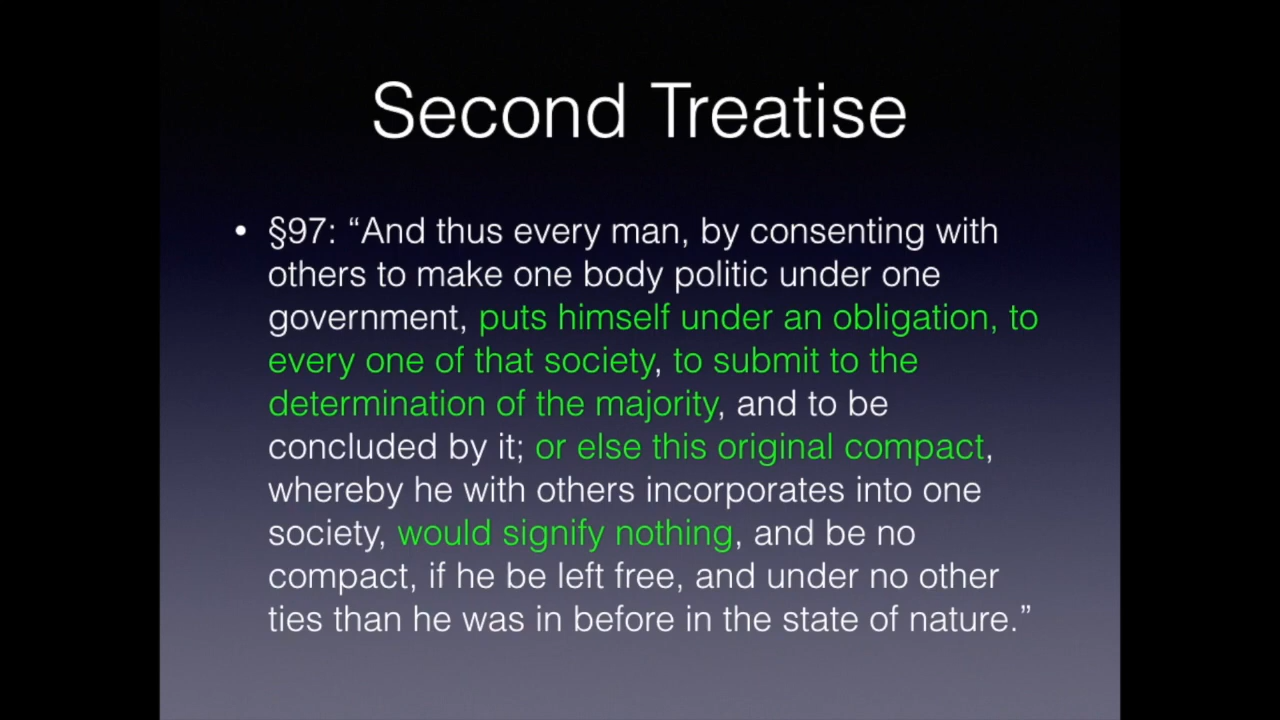 Second Treatise
• §97: “And thus every man, by consenting with
others to make one body politic under one
government, puts himself under an obligation, to
every one of that society, to submit to the
determination of the majority, and to be
concluded by it; or else this original compact,
whereby he with others incorporates into one
society, would signify nothing, and be no
compact, if he be left free, and under no other
ties than he was in before in the state of nature.”